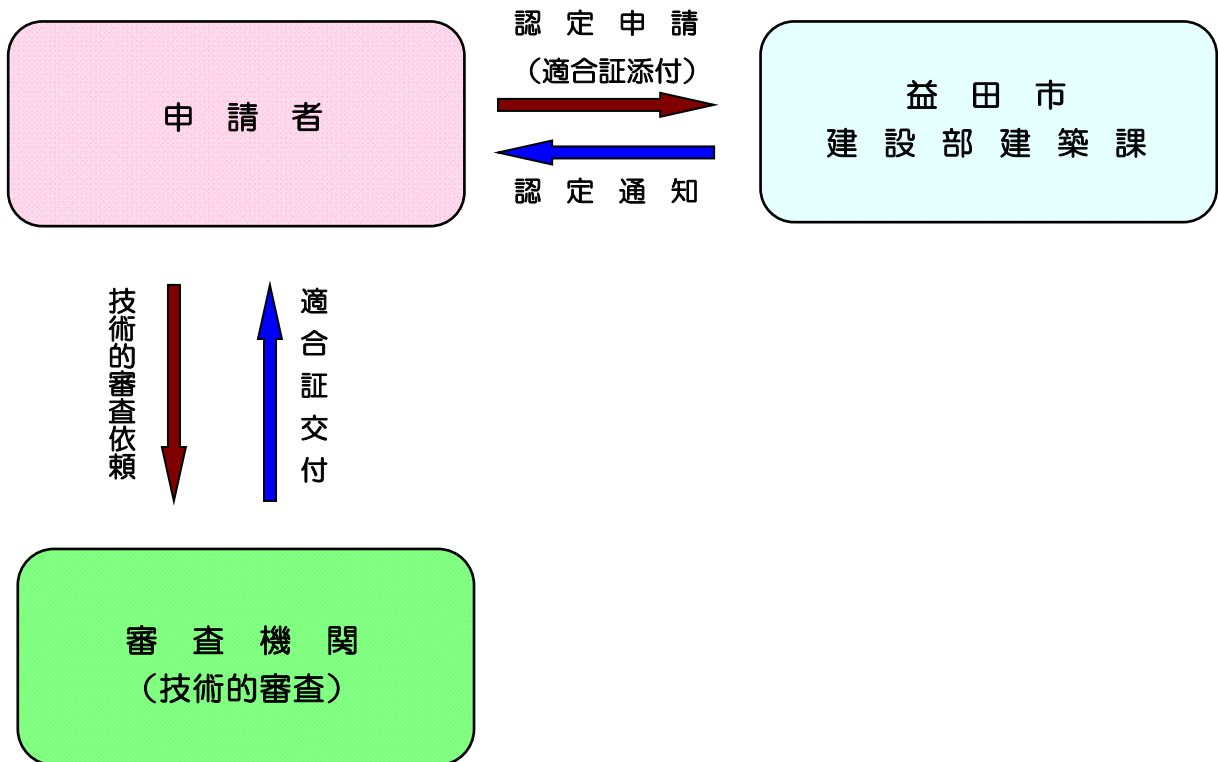 申請者
認定申請
（適合証添付）
認定通知
益田市
建設部建築課
技術的審査依頼
適合証交付
審査機関
（技術的審査）